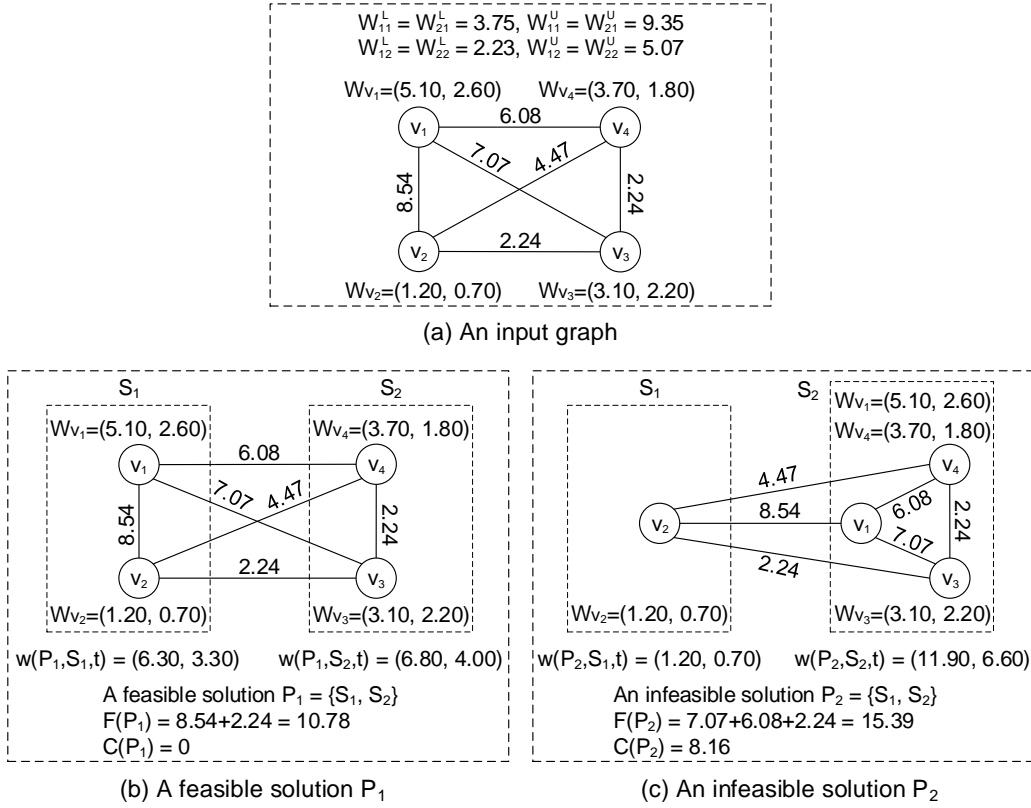 W₁₁ᴸ = W₂₁ᴸ = 3.75, W₁₁ᵁ = W₂₁ᵁ = 9.35
W₁₂ᴸ = W₂₂ᴸ = 2.23, W₁₂ᵁ = W₂₂ᵁ = 5.07
Wv₁=(5.10, 2.60) Wv₄=(3.70, 1.80)
6.08
v₁ v₄
7.07 4.47
8.54 2.24
2.24
v₂ v₃
Wv₂=(1.20, 0.70) Wv₃=(3.10, 2.20)
(a) An input graph
S₁ S₂
Wv₁=(5.10, 2.60) Wv₄=(3.70, 1.80)
6.08
v₁ v₄
7.07 4.47
8.54 2.24
2.24
v₂ v₃
Wv₂=(1.20, 0.70) Wv₃=(3.10, 2.20)
w(P₁,S₁,t) = (6.30, 3.30) w(P₁,S₂,t) = (6.80, 4.00)
A feasible solution P₁ = {S₁, S₂}
F(P₁) = 8.54+2.24 = 10.78
C(P₁) = 0
(b) A feasible solution P₁
S₁ S₂
Wv₁=(5.10, 2.60)
Wv₄=(3.70, 1.80)
v₄
4.47
6.08
8.54 2.24
v₂ v₁
7.07
2.24
v₃
Wv₂=(1.20, 0.70) Wv₃=(3.10, 2.20)
w(P₂,S₁,t) = (1.20, 0.70) w(P₂,S₂,t) = (11.90, 6.60)
An infeasible solution P₂ = {S₁, S₂}
F(P₂) = 7.07+6.08+2.24 = 15.39
C(P₂) = 8.16
(c) An infeasible solution P₂